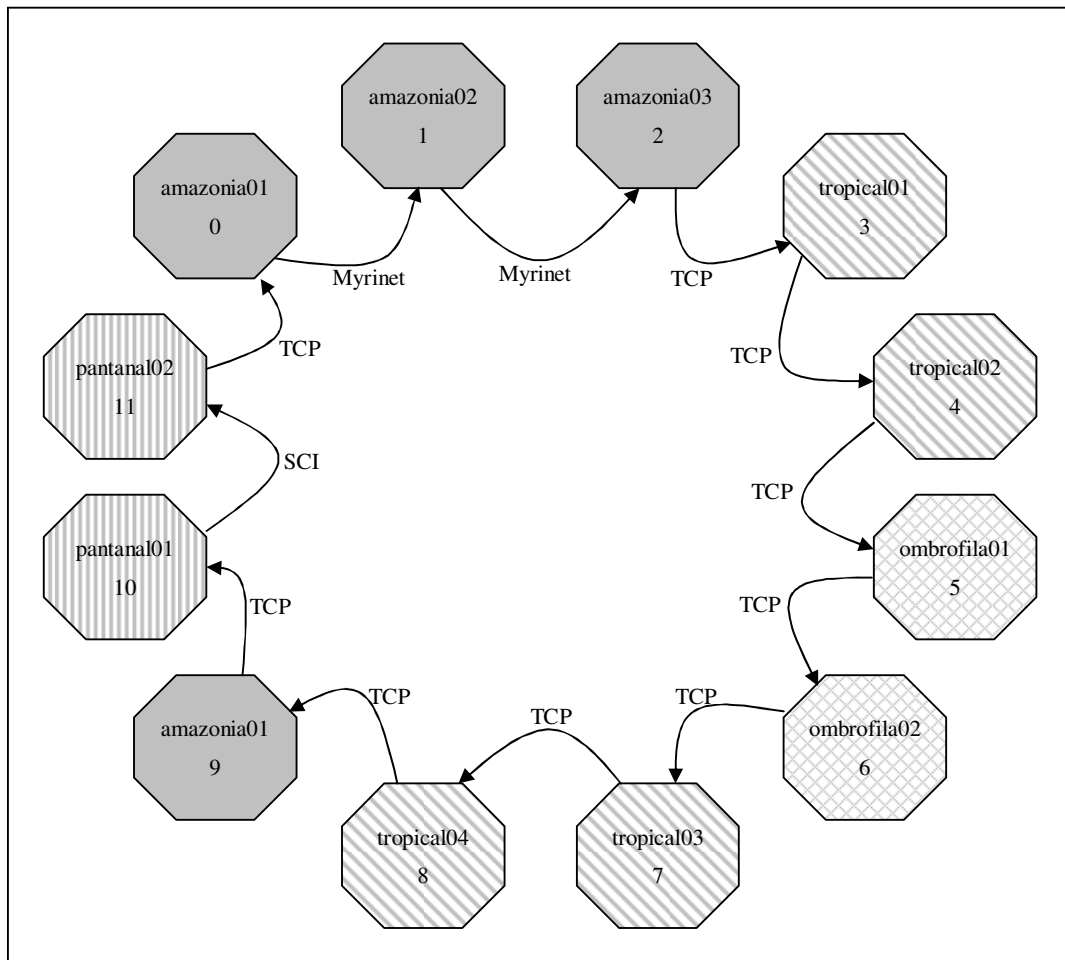 amazonia02
1
amazonia03
2
amazonia01
0
tropical01
3
Myrinet
Myrinet
TCP
TCP
TCP
pantanal02
11
tropical02
4
SCI
TCP
pantanal01
10
ombrofila01
5
TCP
TCP
TCP
TCP
TCP
amazonia01
9
ombrofila02
6
tropical04
8
tropical03
7